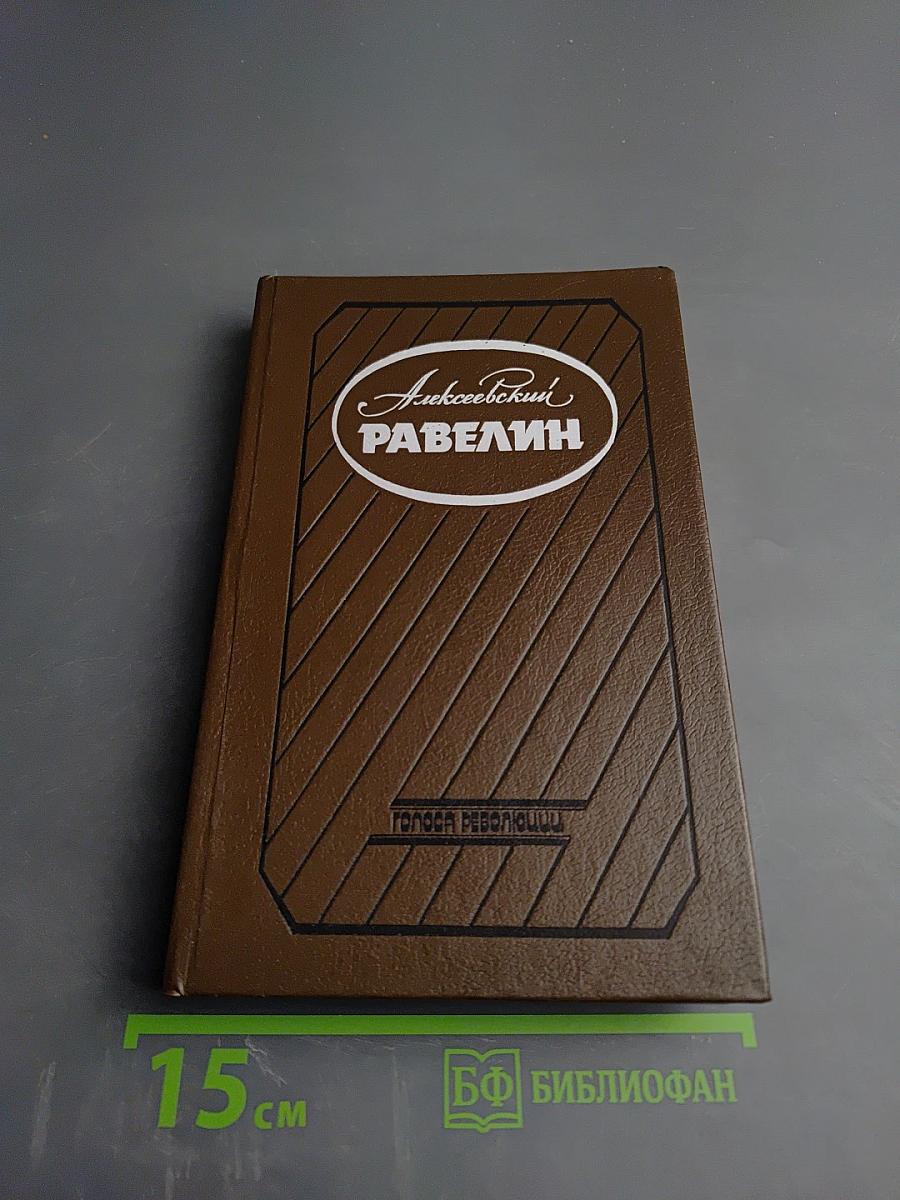 Алексеевский
РАВЕЛИН
ГОЛОСА РЕВОЛЮЦИИ
15 см
БФ БИБЛИОФАН